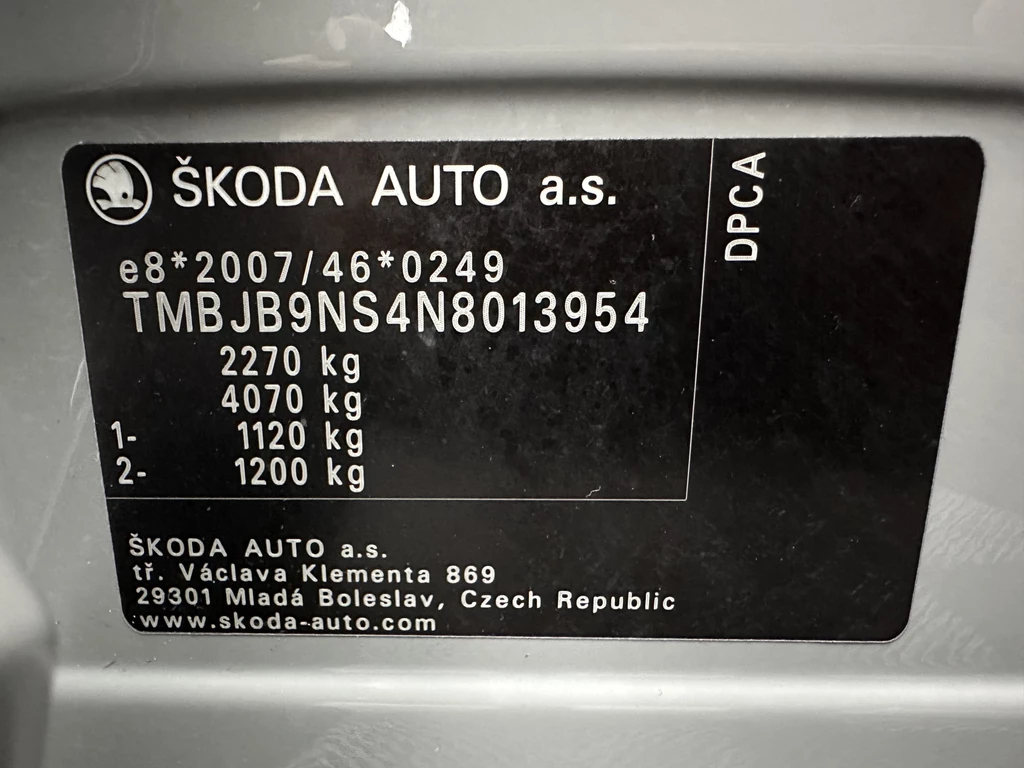 ŠKODA AUTO a.s.
DPCA
e8*2007/46*0249
TMBJB9NS4N8013954
2270 kg
4070 kg
1- 1120 kg
2- 1200 kg
ŠKODA AUTO a.s.
tř. Václava Klementa 869
29301 Mladá Boleslav, Czech Republic
www.skoda-auto.com